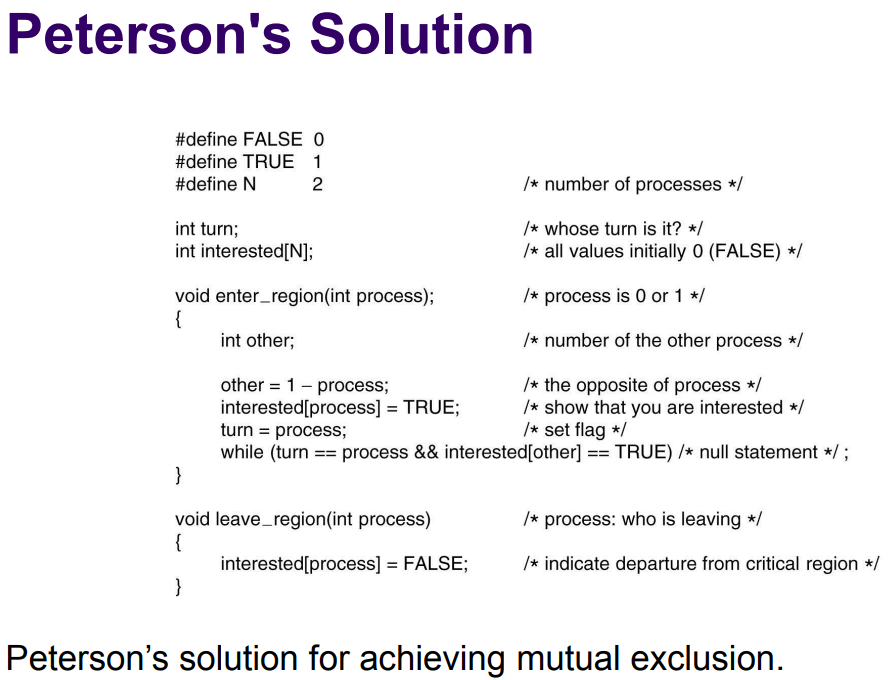 Peterson's Solution
#define FALSE 0
#define TRUE 1
#define N 2 /* number of processes */
int turn; /* whose turn is it? */
int interested[N]; /* all values initially 0 (FALSE) */
void enter_region(int process); /* process is 0 or 1 */
{
int other; /* number of the other process */
other = 1 – process; /* the opposite of process */
interested[process] = TRUE; /* show that you are interested */
turn = process; /* set flag */
while (turn == process && interested[other] == TRUE) /* null statement */ ;
}
void leave_region(int process) /* process: who is leaving */
{
interested[process] = FALSE; /* indicate departure from critical region */
}
Peterson’s solution for achieving mutual exclusion.